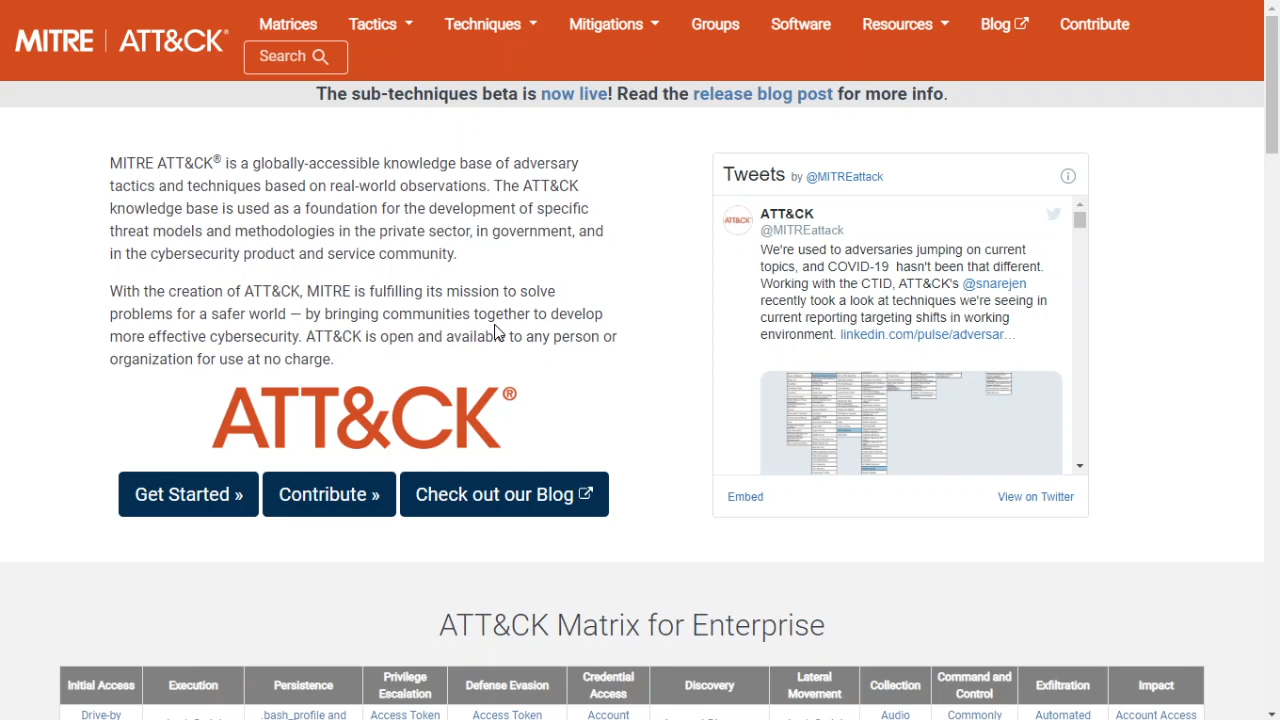 MITRE | ATT&CK®
Matrices
Tactics
Techniques
Mitigations
Groups
Software
Resources
Blog
Contribute
Search
The sub-techniques beta is now live! Read the release blog post for more info.
MITRE ATT&CK® is a globally-accessible knowledge base of adversary
tactics and techniques based on real-world observations. The ATT&CK
knowledge base is used as a foundation for the development of specific
threat models and methodologies in the private sector, in government, and
in the cybersecurity product and service community.
With the creation of ATT&CK, MITRE is fulfilling its mission to solve
problems for a safer world — by bringing communities together to develop
more effective cybersecurity. ATT&CK is open and available to any person or
organization for use at no charge.
ATT&CK®
Get Started »
Contribute »
Check out our Blog
Tweets by @MITREattack
ATT&CK
ATT&CK
@MITREattack
We're used to adversaries jumping on current
topics, and COVID-19 hasn't been that different.
Working with the CTID, ATT&CK's @snarejen
recently took a look at techniques we're seeing in
current reporting targeting shifts in working
environment. linkedin.com/pulse/adversar…
Embed
View on Twitter
ATT&CK Matrix for Enterprise
Initial Access
Execution
Persistence
Privilege
Escalation
Defense Evasion
Credential
Access
Discovery
Lateral
Movement
Collection
Command and
Control
Exfiltration
Impact
Drive-by
.bash_profile and
Access Token
Access Token
Account
Audio
Commonly
Automated
Account Access